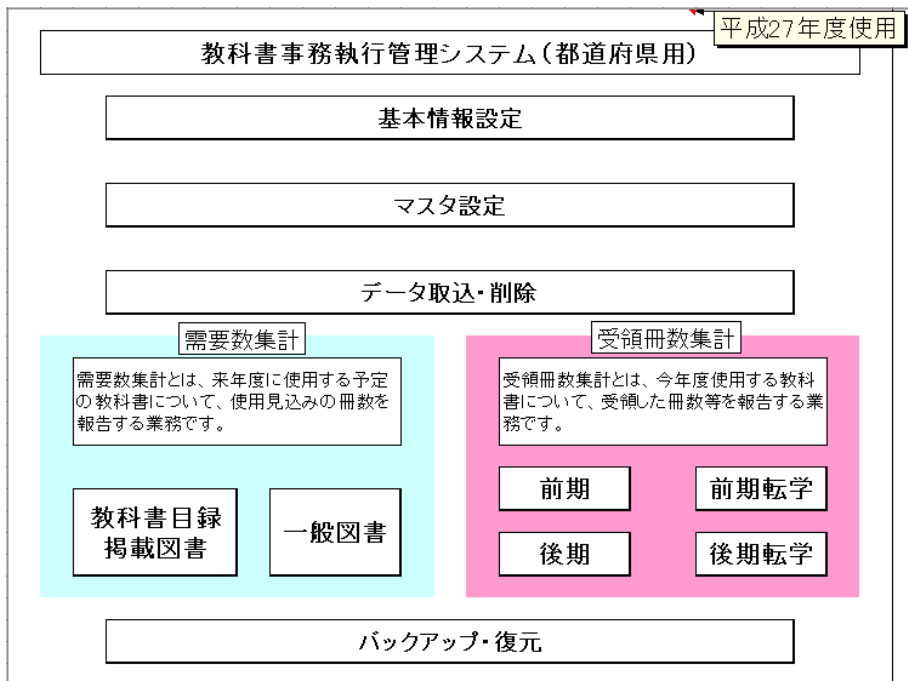 平成27年度使用
教科書事務執行管理システム(都道府県用)
基本情報設定
マスタ設定
データ取込・削除
需要数集計
需要数集計とは、来年度に使用する予定
の教科書について、使用見込みの冊数を
報告する業務です。
教科書目録
掲載図書
一般図書
受領冊数集計
受領冊数集計とは、今年度使用する教科
書について、受領した冊数等を報告する業
務です。
前期
前期転学
後期
後期転学
バックアップ・復元